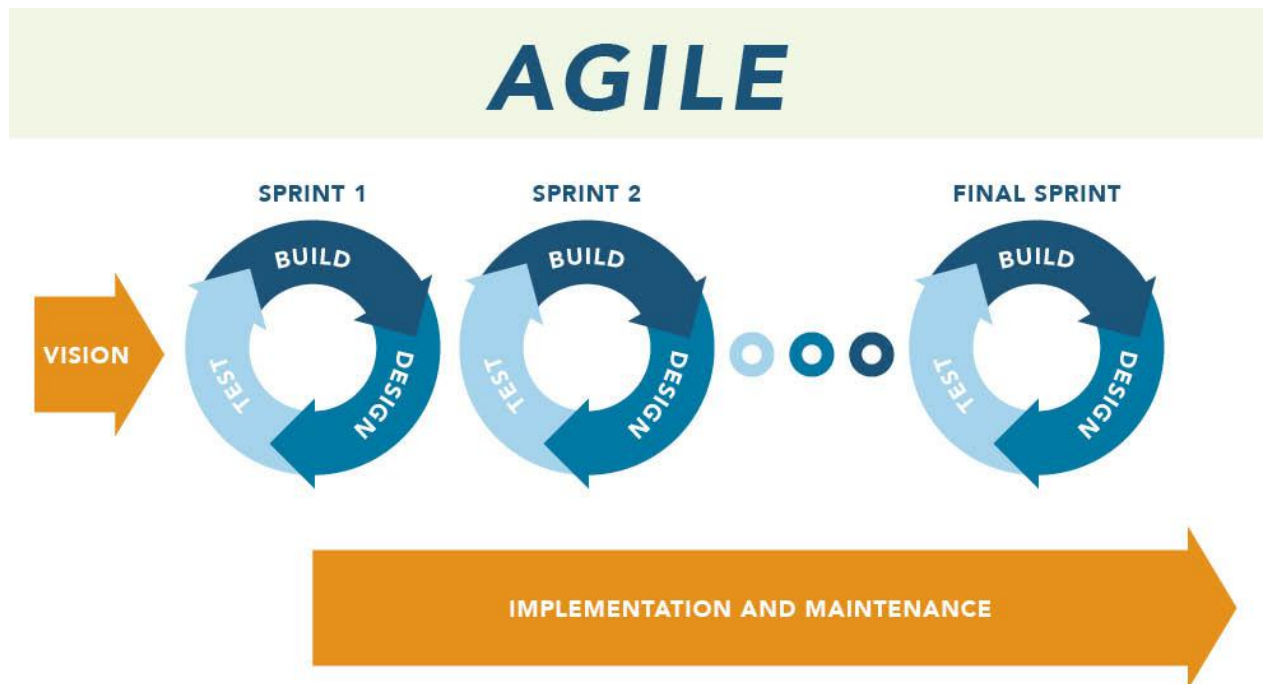 AGILE
SPRINT 1
SPRINT 2
FINAL SPRINT
VISION
BUILD
DESIGN
TEST
BUILD
DESIGN
TEST
BUILD
DESIGN
TEST
IMPLEMENTATION AND MAINTENANCE